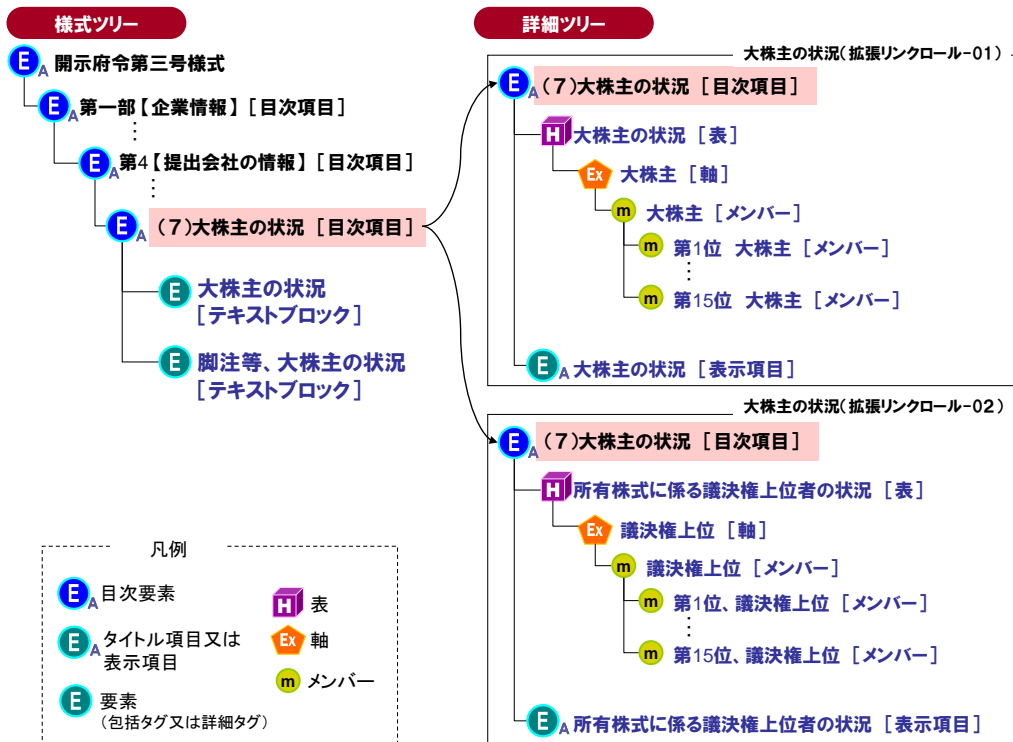 様式ツリー
E A 開示府令第三号様式
E A 第一部【企業情報】［目次項目］
⋮
E A 第4【提出会社の情報】［目次項目］
⋮
E A （7）大株主の状況［目次項目］
E 大株主の状況
［テキストブロック］
E 脚注等、大株主の状況
［テキストブロック］
凡例
E A 目次要素
E A タイトル項目又は
表示項目
E 要素
（包括タグ又は詳細タグ）
H 表
Ex 軸
m メンバー
詳細ツリー
大株主の状況（拡張リンクロール-01）
E A （7）大株主の状況［目次項目］
H 大株主の状況［表］
Ex 大株主［軸］
m 大株主［メンバー］
m 第1位 大株主［メンバー］
⋮
m 第15位 大株主［メンバー］
E A 大株主の状況［表示項目］
大株主の状況（拡張リンクロール-02）
E A （7）大株主の状況［目次項目］
H 所有株式に係る議決権上位者の状況［表］
Ex 議決権上位［軸］
m 議決権上位［メンバー］
m 第1位、議決権上位［メンバー］
⋮
m 第15位、議決権上位［メンバー］
E A 所有株式に係る議決権上位者の状況［表示項目］